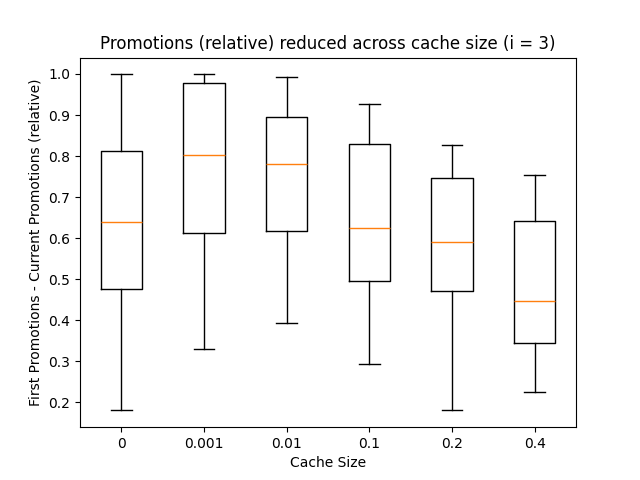 Promotions (relative) reduced across cache size (i = 3)
First Promotions - Current Promotions (relative)
1.0
0.9
0.8
0.7
0.6
0.5
0.4
0.3
0.2
0 0.001 0.01 0.1 0.2 0.4
Cache Size